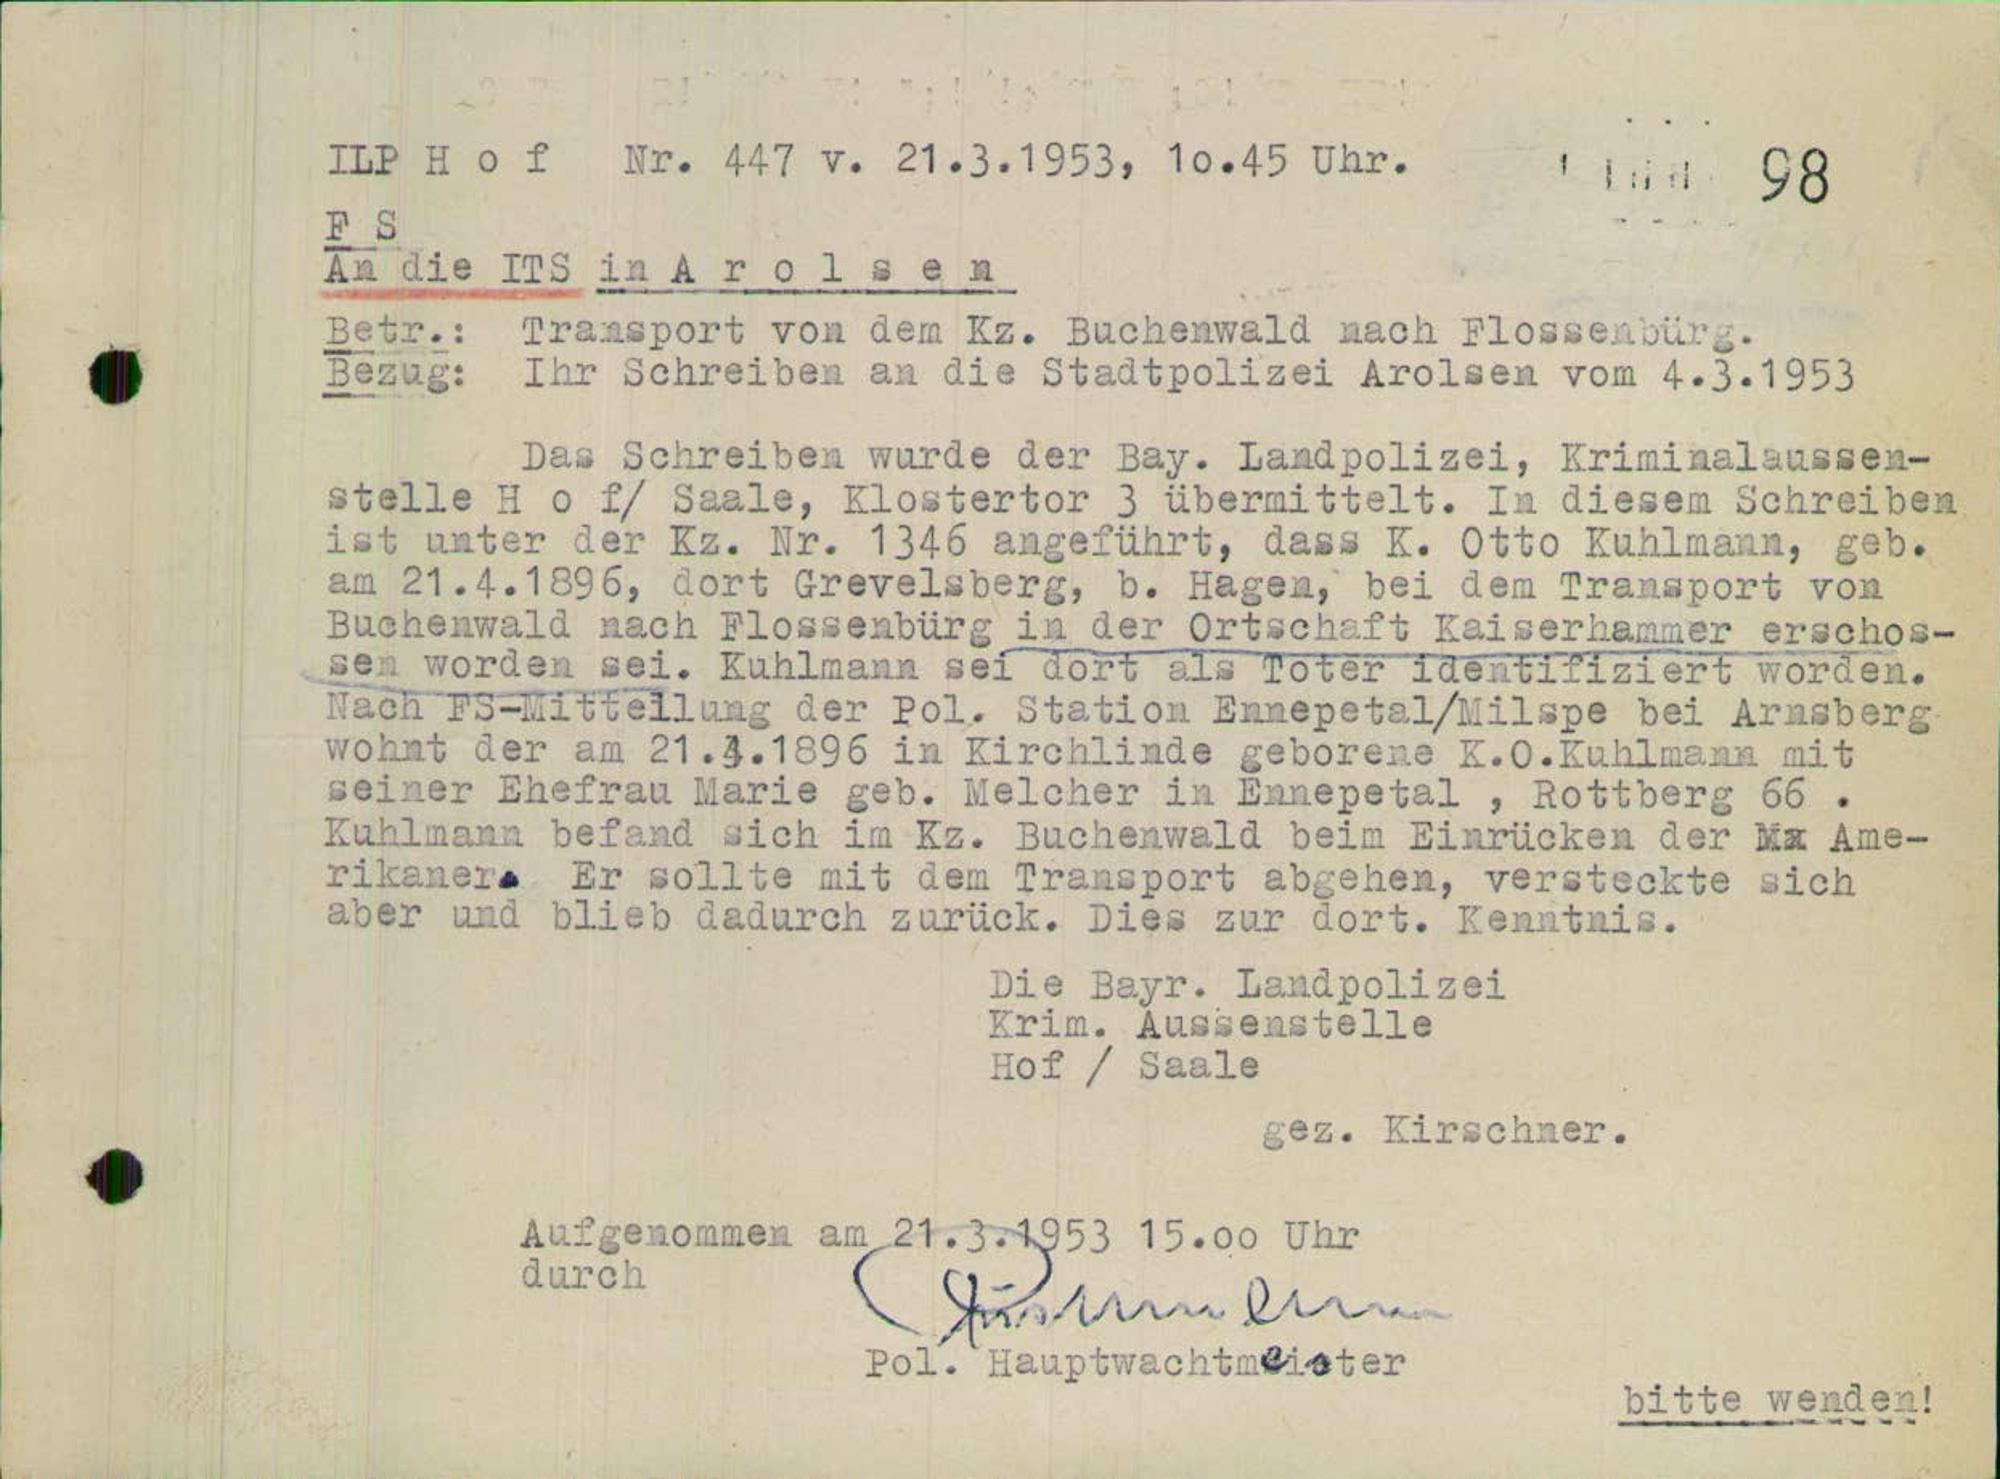 ILP H o f Nr. 447 v. 21.3.1953, 1o.45 Uhr.
98
F S
An die ITS in A r o l s e n
Betr.: Transport von dem Kz. Buchenwald nach Flossenbürg.
Bezug: Ihr Schreiben an die Stadtpolizei Arolsen vom 4.3.1953
Das Schreiben wurde der Bay. Landpolizei, Kriminalaussen-
stelle H o f/ Saale, Klostertor 3 übermittelt. In diesem Schreiben
ist unter der Kz. Nr. 1346 angeführt, dass K. Otto Kuhlmann, geb.
am 21.4.1896, dort Grevelsberg, b. Hagen, bei dem Transport von
Buchenwald nach Flossenbürg in der Ortschaft Kaiserhammer erschos-
sen worden sei. Kuhlmann sei dort als Toter identifiziert worden.
Nach FS-Mitteilung der Pol. Station Ennepetal/Milspe bei Arnsberg
wohnt der am 21.4.1896 in Kirchlinde geborene K.O.Kuhlmann mit
seiner Ehefrau Marie geb. Melcher in Ennepetal , Rottberg 66 .
Kuhlmann befand sich im Kz. Buchenwald beim Einrücken der Ame-
rikaner. Er sollte mit dem Transport abgehen, versteckte sich
aber und blieb dadurch zurück. Dies zur dort. Kenntnis.
Die Bayr. Landpolizei
Krim. Aussenstelle
Hof / Saale
gez. Kirschner.
Aufgenommen am 21.3.1953 15.oo Uhr
durch
Pol. Hauptwachtmeister
bitte wenden!